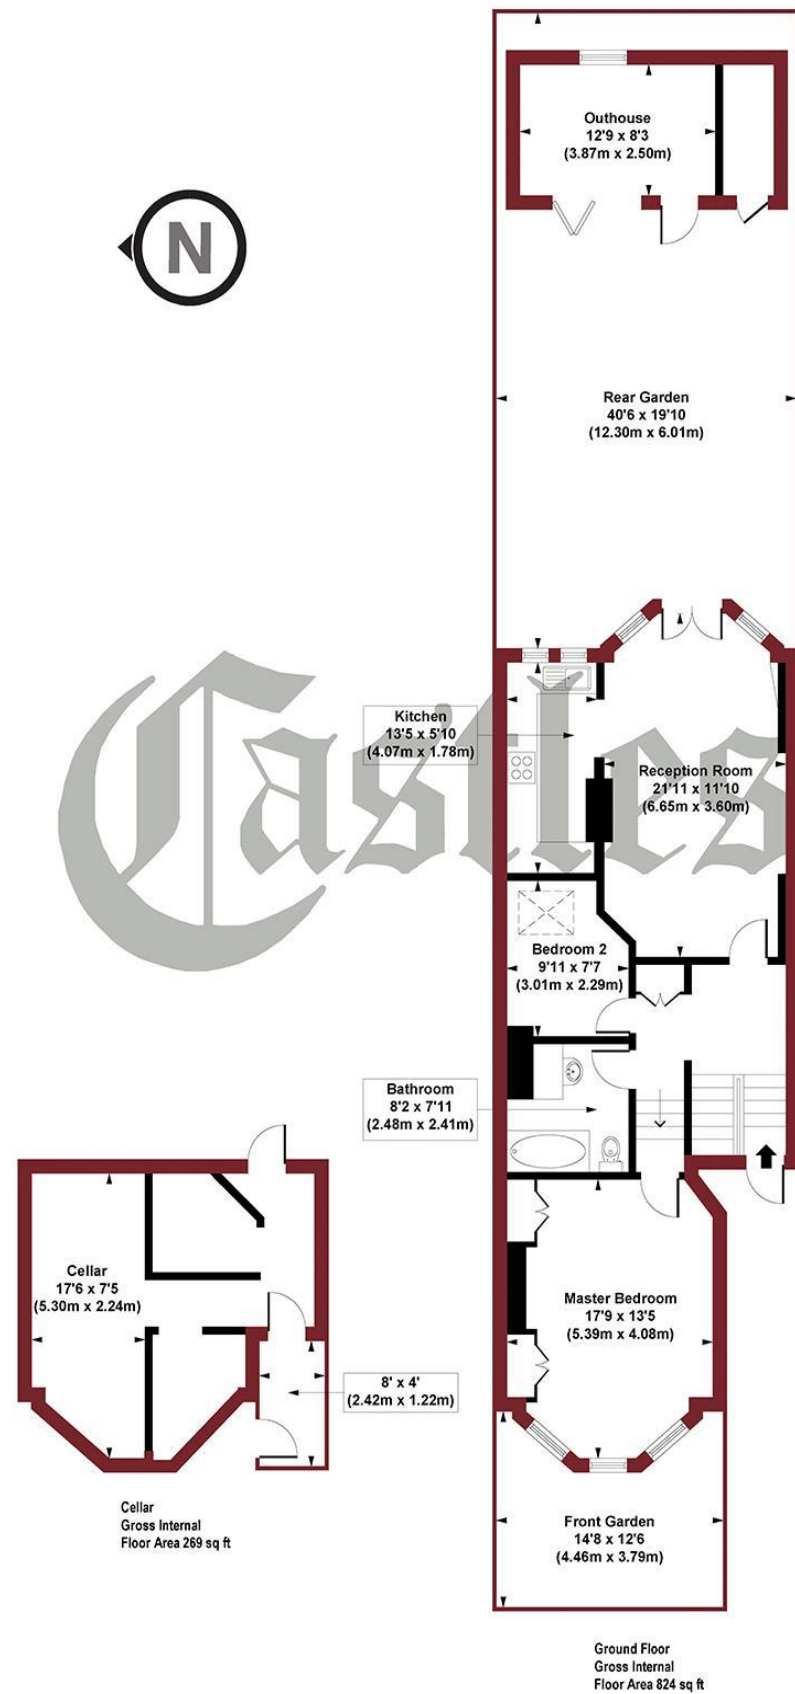 Outhouse
12'9 x 8'3
(3.87m x 2.50m)
N
Rear Garden
40'6 x 19'10
(12.30m x 6.01m)
Castles
Kitchen
13'5 x 5'10
(4.07m x 1.78m)
Reception Room
21'11 x 11'10
(6.65m x 3.60m)
Bedroom 2
9'11 x 7'7
(3.01m x 2.29m)
Bathroom
8'2 x 7'11
(2.48m x 2.41m)
Cellar
17'6 x 7'5
(5.30m x 2.24m)
Master Bedroom
17'9 x 13'5
(5.39m x 4.08m)
8' x 4'
(2.42m x 1.22m)
Cellar
Gross Internal
Floor Area 269 sq ft
Front Garden
14'8 x 12'6
(4.46m x 3.79m)
Ground Floor
Gross Internal
Floor Area 824 sq ft